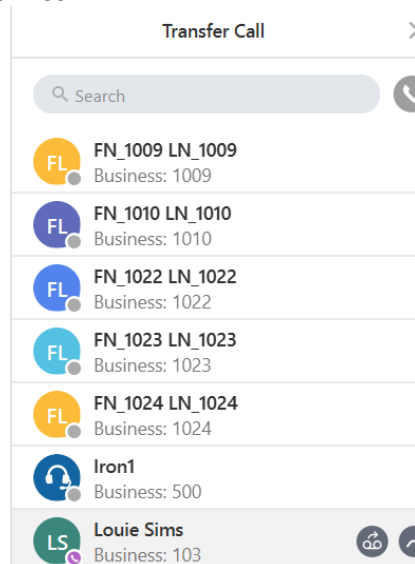 Transfer Call
Search
FL
FN_1009 LN_1009
Business: 1009
FL
FN_1010 LN_1010
Business: 1010
FL
FN_1022 LN_1022
Business: 1022
FL
FN_1023 LN_1023
Business: 1023
FL
FN_1024 LN_1024
Business: 1024
Iron1
Business: 500
LS
Louie Sims
Business: 103